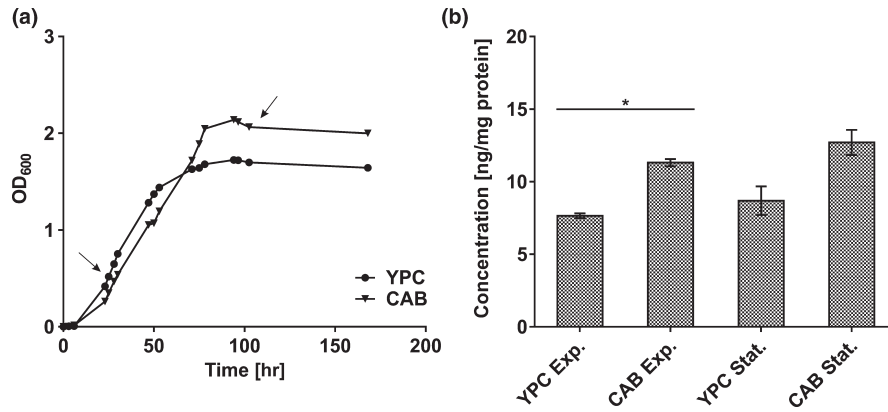 (a)
3
2
1
0
OD600
0
50
100
150
200
Time [hr]
YPC
CAB
(b)
20
15
10
5
0
Concentration [ng/mg protein]
*
YPC Exp.
CAB Exp.
YPC Stat.
CAB Stat.